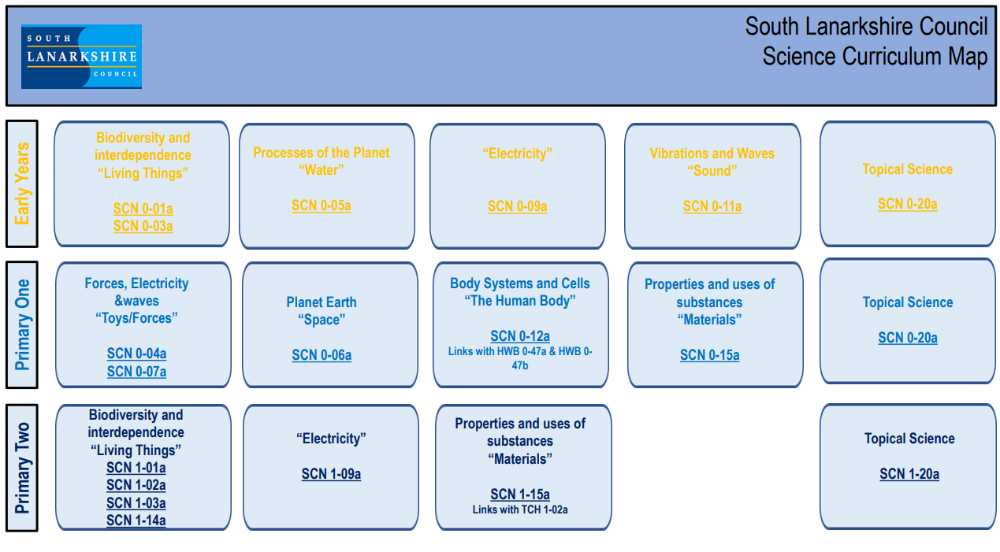 SOUTH
LANARKSHIRE
COUNCIL
South Lanarkshire Council
Science Curriculum Map
Early Years
Biodiversity and
interdependence
“Living Things”
SCN 0-01a
SCN 0-03a
Processes of the Planet
“Water”
SCN 0-05a
“Electricity”
SCN 0-09a
Vibrations and Waves
“Sound”
SCN 0-11a
Topical Science
SCN 0-20a
Primary One
Forces, Electricity
&waves
“Toys/Forces”
SCN 0-04a
SCN 0-07a
Planet Earth
“Space”
SCN 0-06a
Body Systems and Cells
“The Human Body”
SCN 0-12a
Links with HWB 0-47a & HWB 0-
47b
Properties and uses of
substances
“Materials”
SCN 0-15a
Topical Science
SCN 0-20a
Primary Two
Biodiversity and
interdependence
“Living Things”
SCN 1-01a
SCN 1-02a
SCN 1-03a
SCN 1-14a
“Electricity”
SCN 1-09a
Properties and uses of
substances
“Materials”
SCN 1-15a
Links with TCH 1-02a
Topical Science
SCN 1-20a